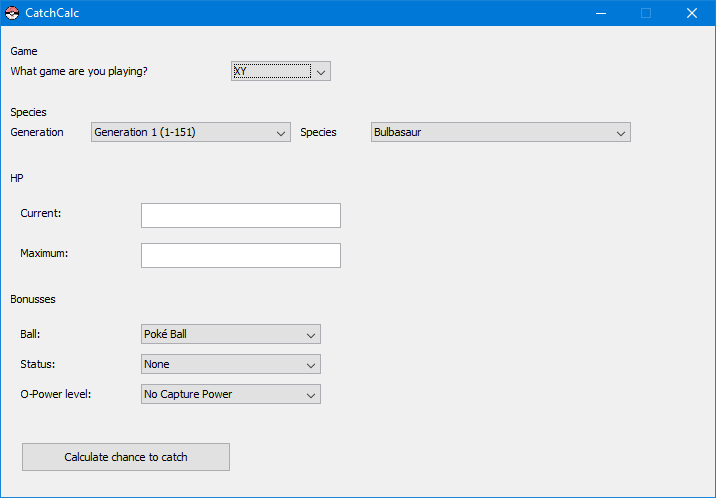 CatchCalc
Game
What game are you playing? XY
Species
Generation Generation 1 (1-151) Species Bulbasaur
HP
Current:
Maximum:
Bonusses
Ball: Poké Ball
Status: None
O-Power level: No Capture Power
Calculate chance to catch